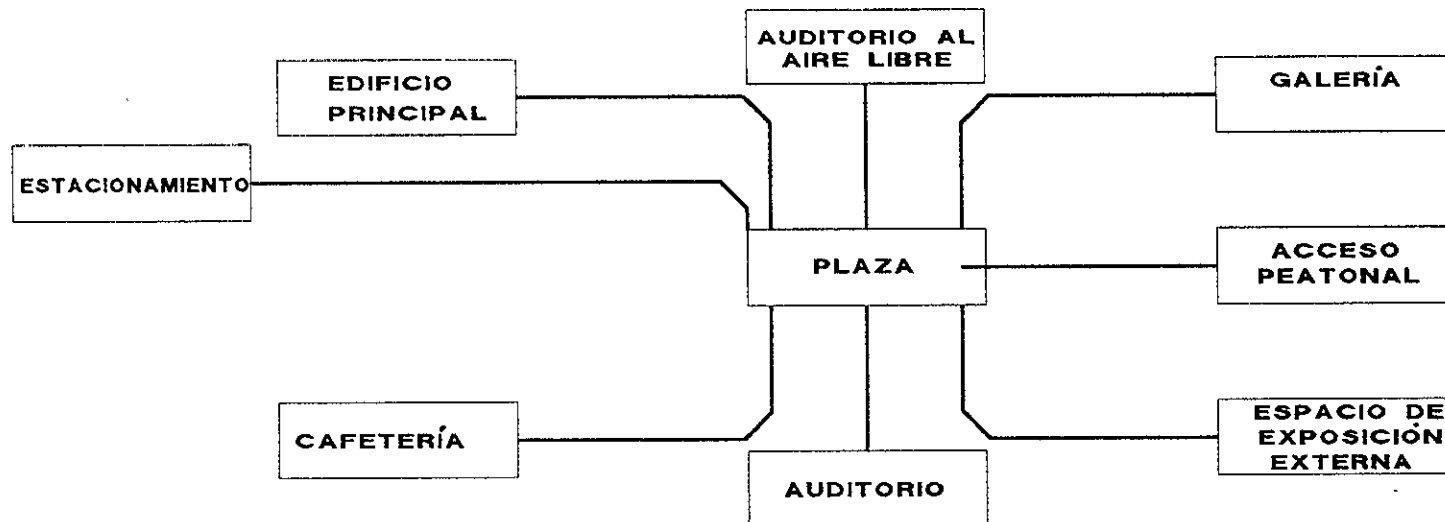 AUDITORIO AL
AIRE LIBRE
EDIFICIO
PRINCIPAL
GALERÍA
ESTACIONAMIENTO
PLAZA
ACCESO
PEATONAL
CAFETERÍA
AUDITORIO
ESPACIO DE
EXPOSICIÓN
EXTERNA